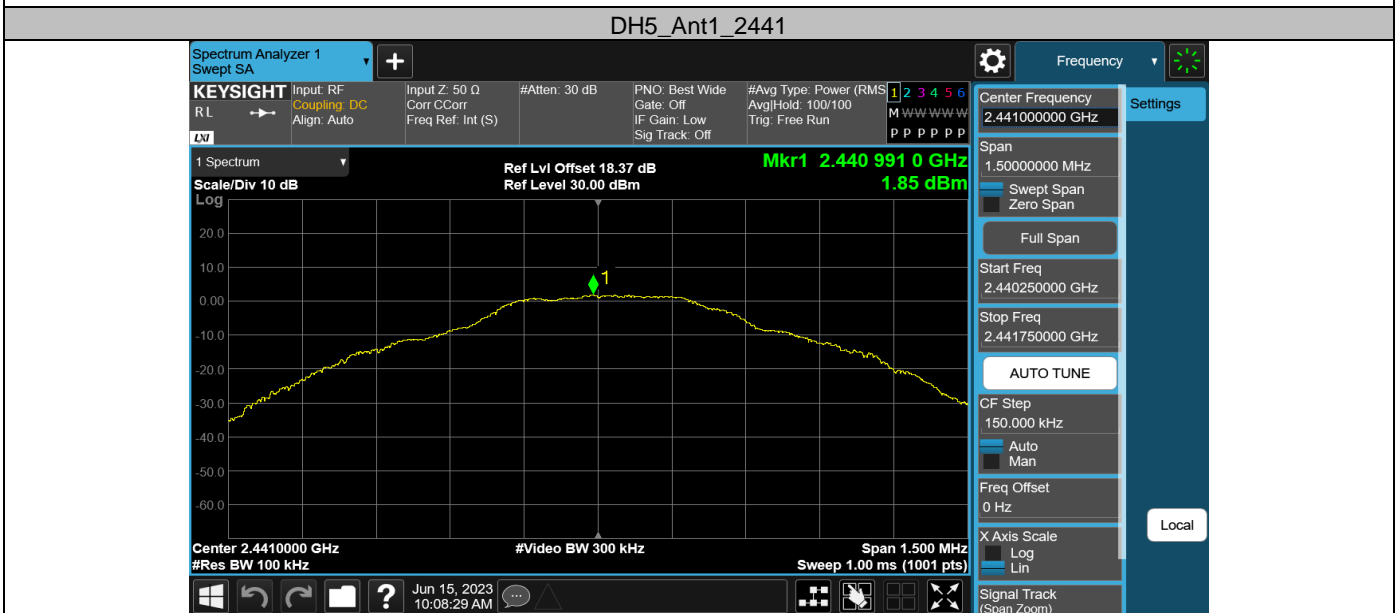 DH5_Ant1_2441
Spectrum Analyzer 1
Swept SA
Frequency
KEYSIGHT
R L
LXI
Input: RF
Coupling: DC
Align: Auto
Input Z: 50 Ω
Corr CCorr
Freq Ref: Int (S)
#Atten: 30 dB
PNO: Best Wide
Gate: Off
IF Gain: Low
Sig Track: Off
#Avg Type: Power (RMS
Avg|Hold: 100/100
Trig: Free Run
1 2 3 4 5 6
M W W W W W
P P P P P P
1 Spectrum
Scale/Div 10 dB
Ref Lvl Offset 18.37 dB
Ref Level 30.00 dBm
Mkr1 2.440 991 0 GHz
1.85 dBm
Log
20.0
10.0
0.00
-10.0
-20.0
-30.0
-40.0
-50.0
-60.0
1
Center 2.4410000 GHz
#Res BW 100 kHz
#Video BW 300 kHz
Span 1.500 MHz
Sweep 1.00 ms (1001 pts)
Jun 15, 2023
10:08:29 AM
Center Frequency
2.441000000 GHz
Span
1.50000000 MHz
Swept Span
Zero Span
Full Span
Start Freq
2.440250000 GHz
Stop Freq
2.441750000 GHz
AUTO TUNE
CF Step
150.000 kHz
Auto
Man
Freq Offset
0 Hz
X Axis Scale
Log
Lin
Signal Track
(Span Zoom)
Settings
Local